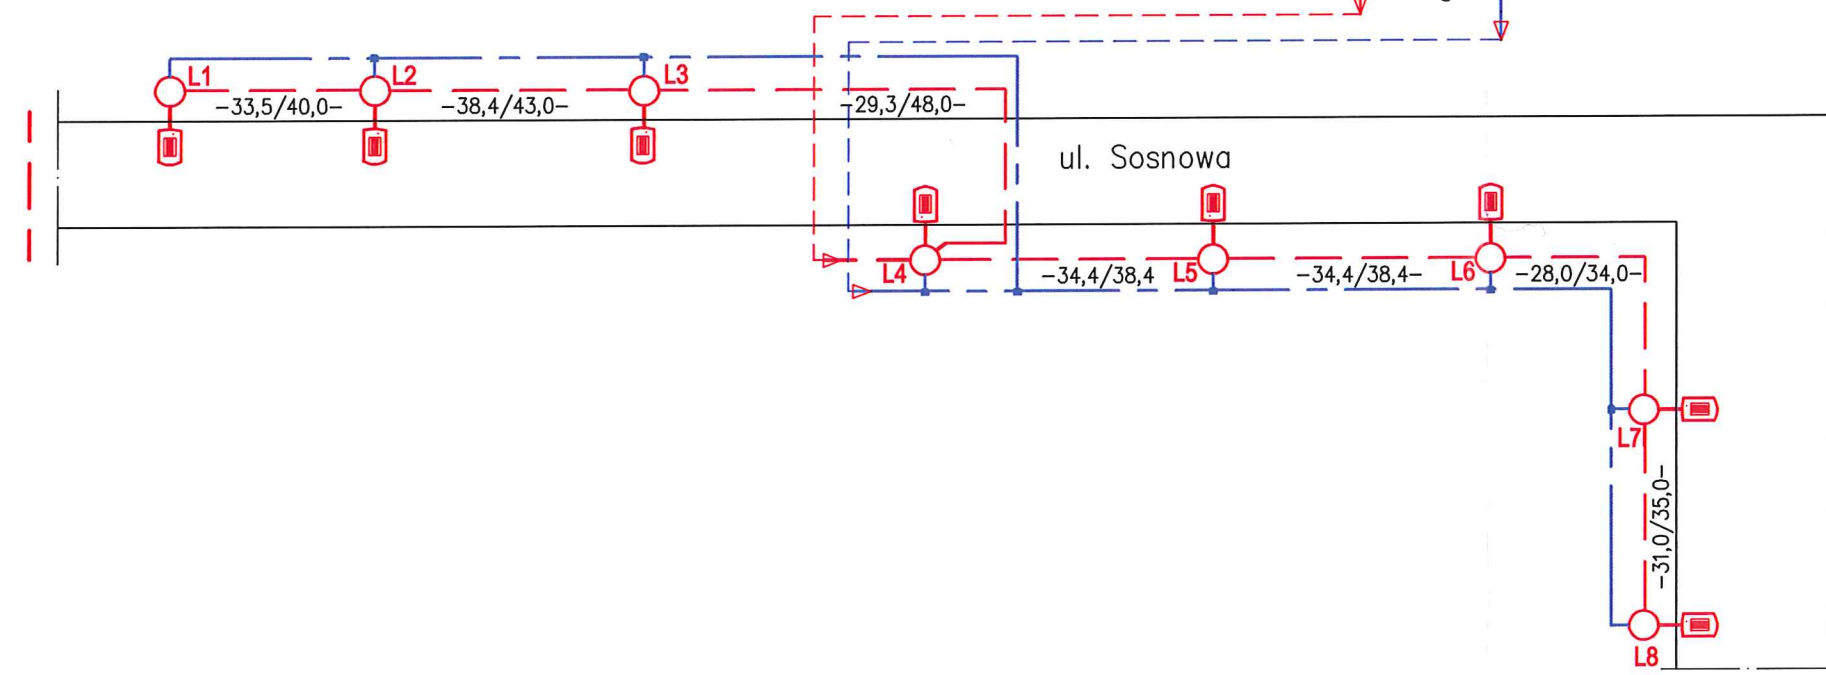 L1
L2
L3
–33,5/40,0–
–38,4/43,0–
–29,3/48,0–
ul. Sosnowa
L4
–34,4/38,4
L5
–34,4/38,4–
L6
–28,0/34,0–
L7
–31,0/35,0–
L8